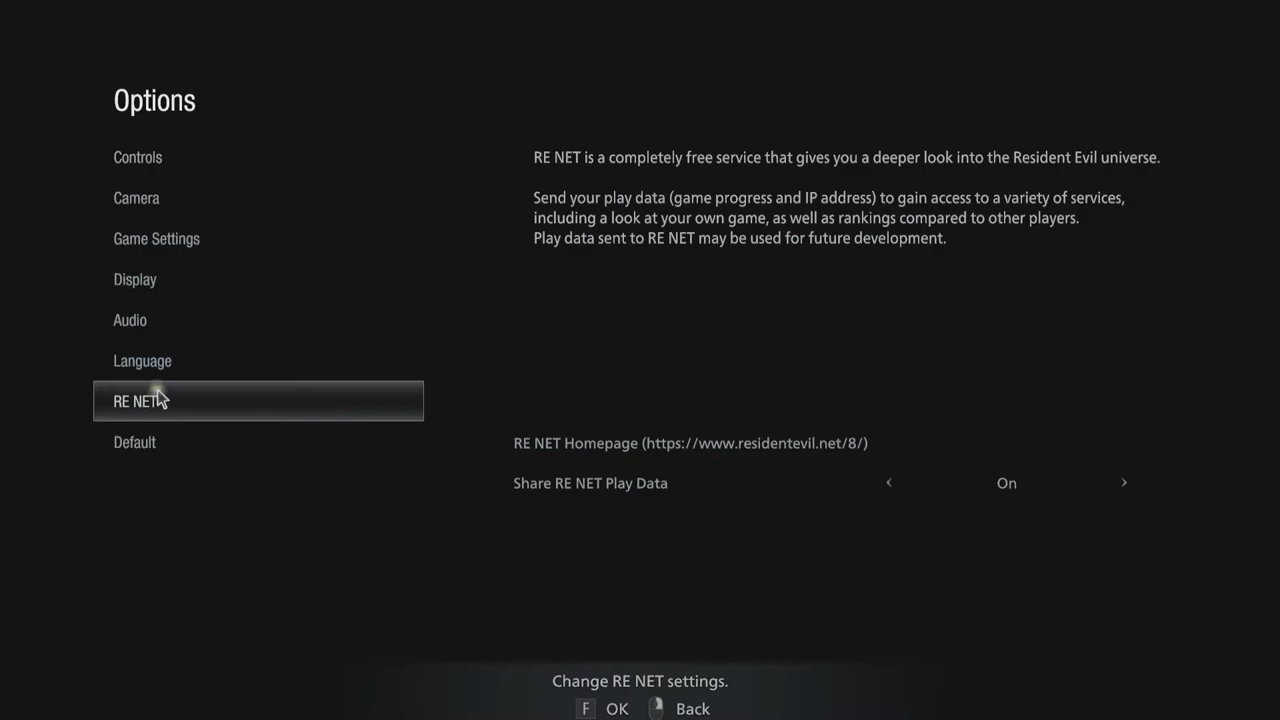 Options
Controls
Camera
Game Settings
Display
Audio
Language
RE NET
Default
RE NET is a completely free service that gives you a deeper look into the Resident Evil universe.
Send your play data (game progress and IP address) to gain access to a variety of services,
including a look at your own game, as well as rankings compared to other players.
Play data sent to RE NET may be used for future development.
RE NET Homepage (https://www.residentevil.net/8/)
Share RE NET Play Data < On >
Change RE NET settings.
F OK Back